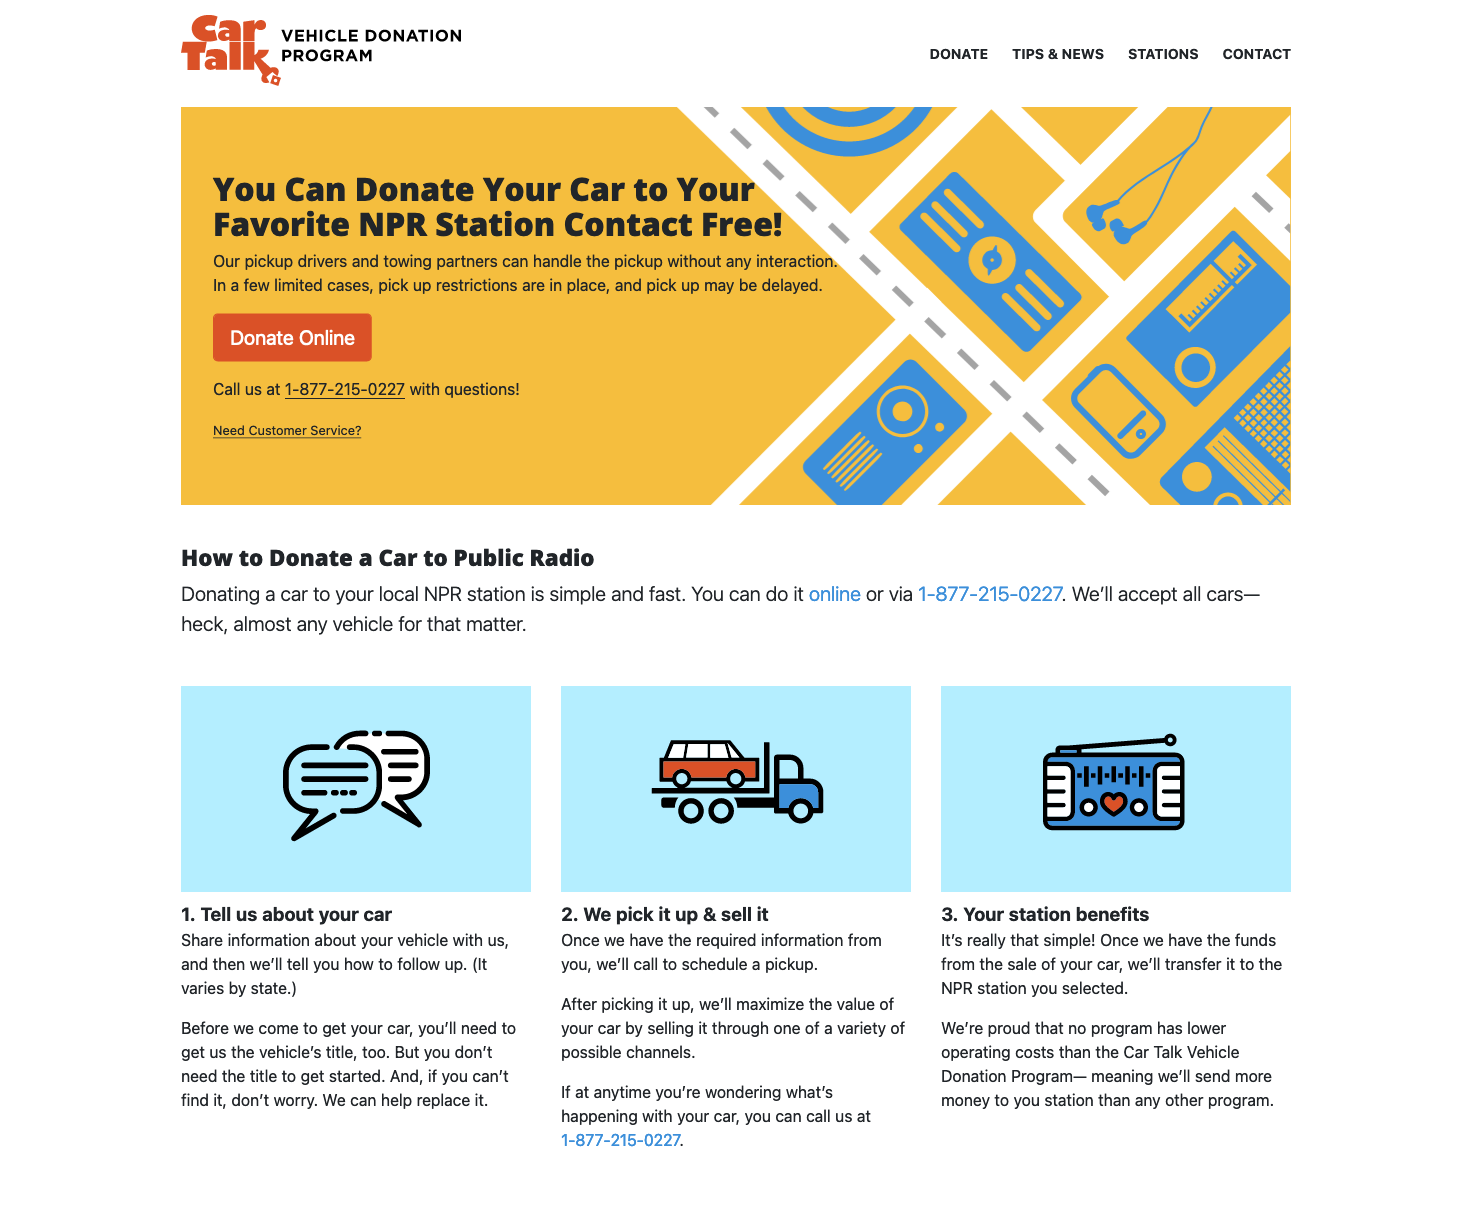 Car Talk
VEHICLE DONATION
PROGRAM
DONATE TIPS & NEWS STATIONS CONTACT
You Can Donate Your Car to Your
Favorite NPR Station Contact Free!
Our pickup drivers and towing partners can handle the pickup without any interaction.
In a few limited cases, pick up restrictions are in place, and pick up may be delayed.
Donate Online
Call us at 1-877-215-0227 with questions!
Need Customer Service?
How to Donate a Car to Public Radio
Donating a car to your local NPR station is simple and fast. You can do it online or via 1-877-215-0227. We’ll accept all cars—
heck, almost any vehicle for that matter.
1. Tell us about your car
Share information about your vehicle with us,
and then we’ll tell you how to follow up. (It
varies by state.)
Before we come to get your car, you’ll need to
get us the vehicle’s title, too. But you don’t
need the title to get started. And, if you can’t
find it, don’t worry. We can help replace it.
2. We pick it up & sell it
Once we have the required information from
you, we’ll call to schedule a pickup.
After picking it up, we’ll maximize the value of
your car by selling it through one of a variety of
possible channels.
If at anytime you’re wondering what’s
happening with your car, you can call us at
1-877-215-0227.
3. Your station benefits
It’s really that simple! Once we have the funds
from the sale of your car, we’ll transfer it to the
NPR station you selected.
We’re proud that no program has lower
operating costs than the Car Talk Vehicle
Donation Program— meaning we’ll send more
money to you station than any other program.